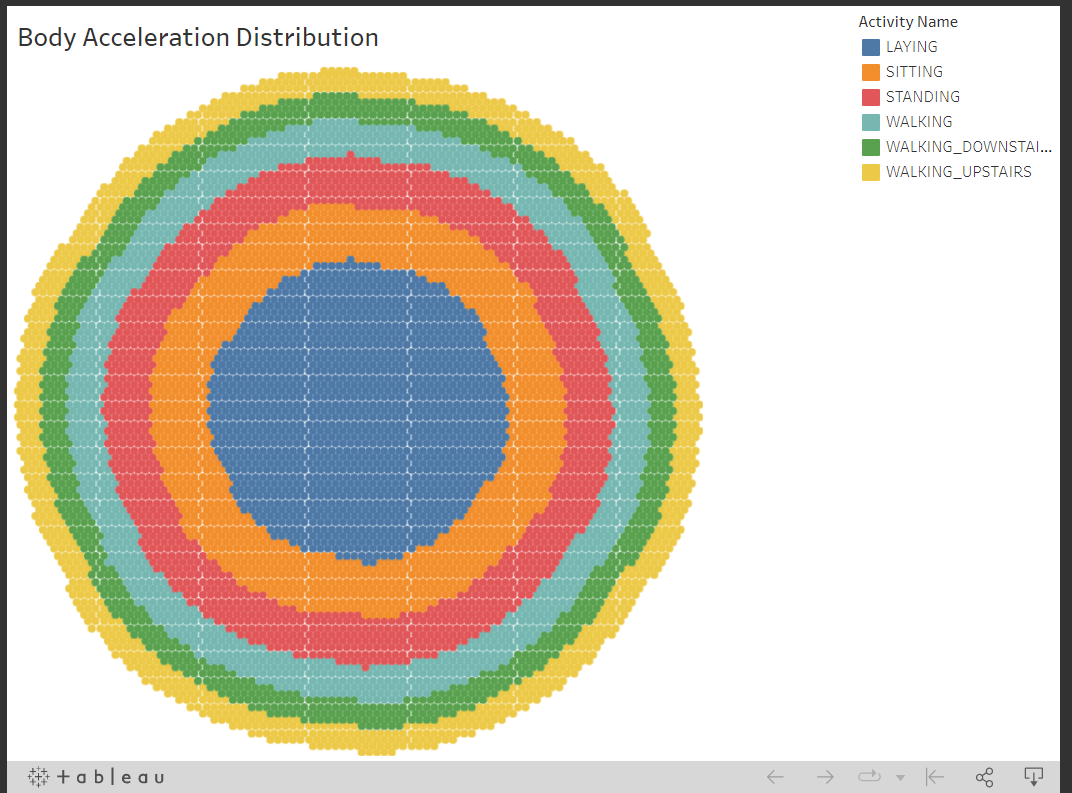 Body Acceleration Distribution
Activity Name
LAYING
SITTING
STANDING
WALKING
WALKING_DOWNSTAI...
WALKING_UPSTAIRS
+ a b | e a u